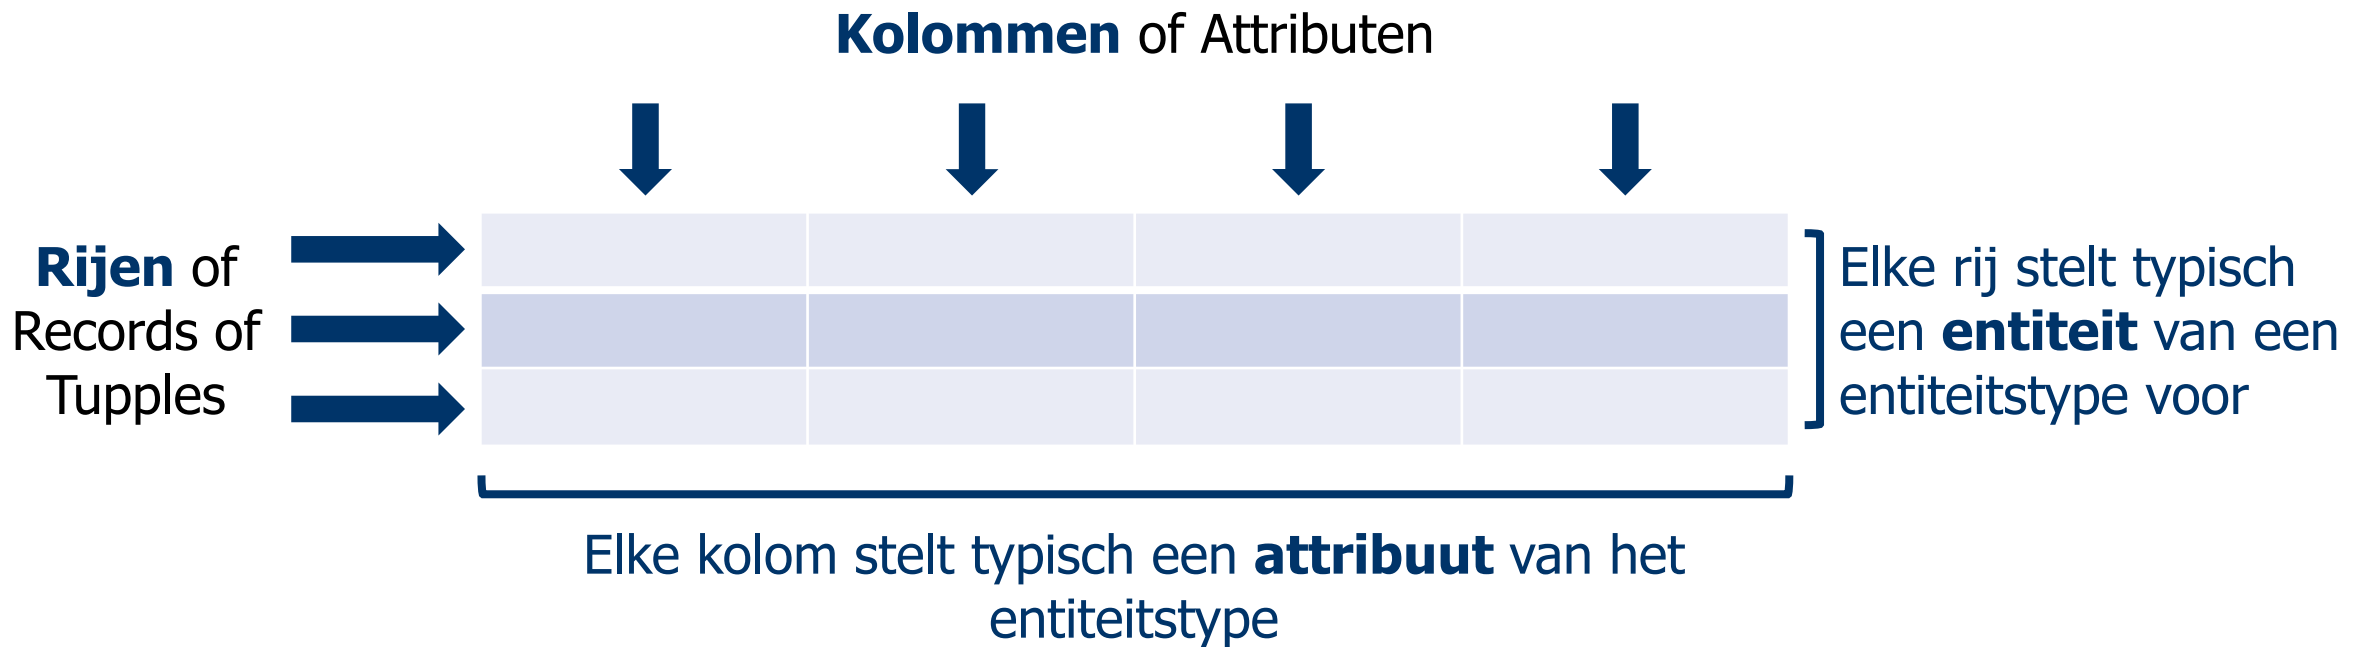 Kolommen of Attributen
Rijen of
Records of
Tupples
Elke rij stelt typisch
een entiteit van een
entiteitstype voor
Elke kolom stelt typisch een attribuut van het
entiteitstype